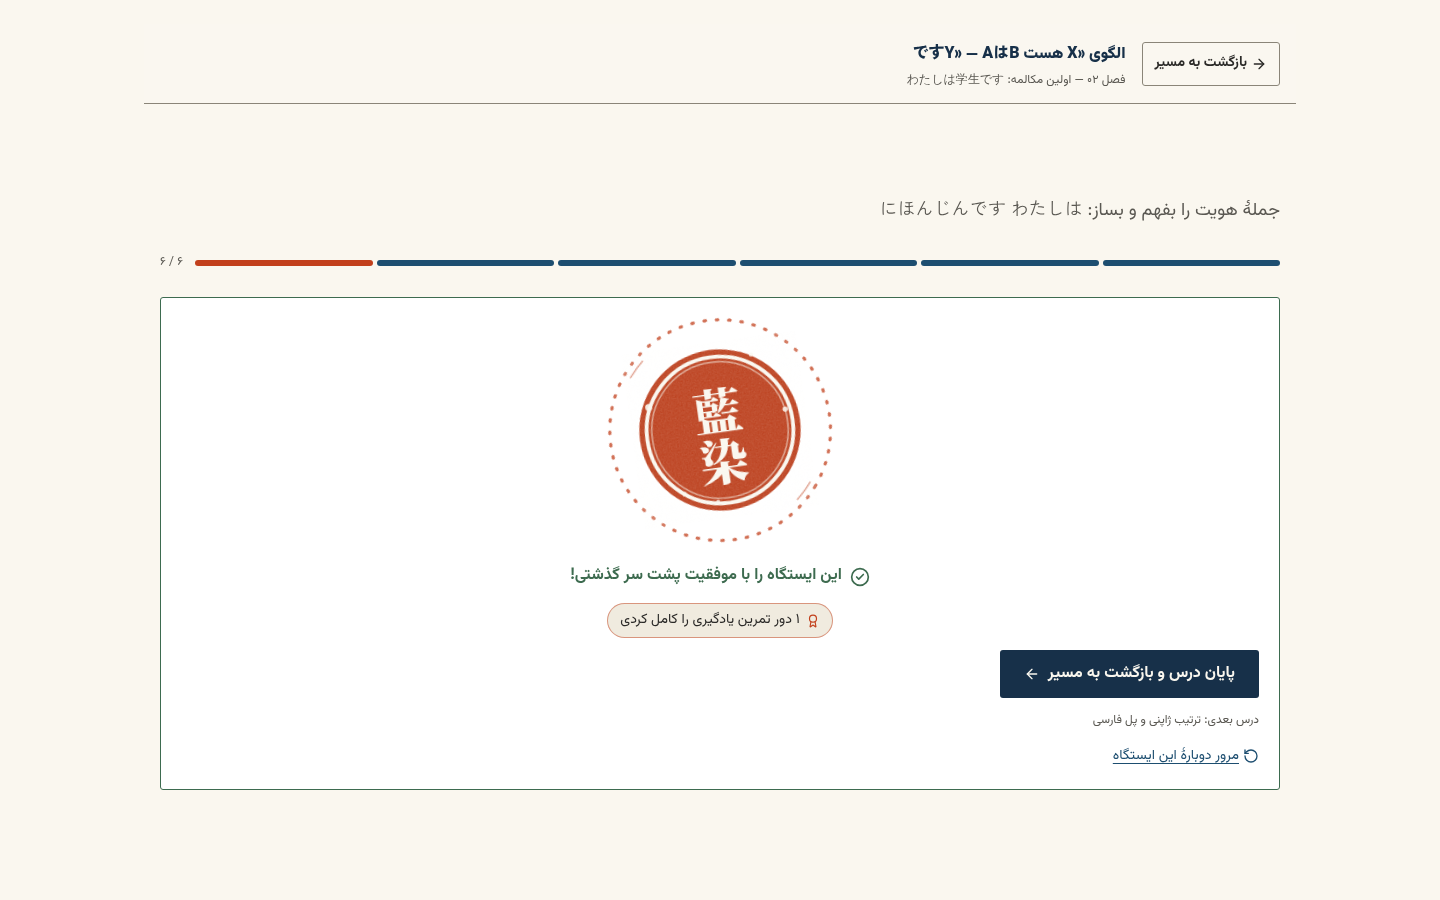 بازگشت به مسیر
الگوی «X هست Y» — AはBです
فصل ۰۲ — اولین مکالمه: わたしは学生です
جملهٔ هویت را بفهم و بساز: わたしは にほんじんです
۶ / ۶
藍染
این ایستگاه را با موفقیت پشت سر گذشتی!
۱ دور تمرین یادگیری را کامل کردی
پایان درس و بازگشت به مسیر
درس بعدی: ترتیب ژاپنی و پل فارسی
مرور دوبارهٔ این ایستگاه